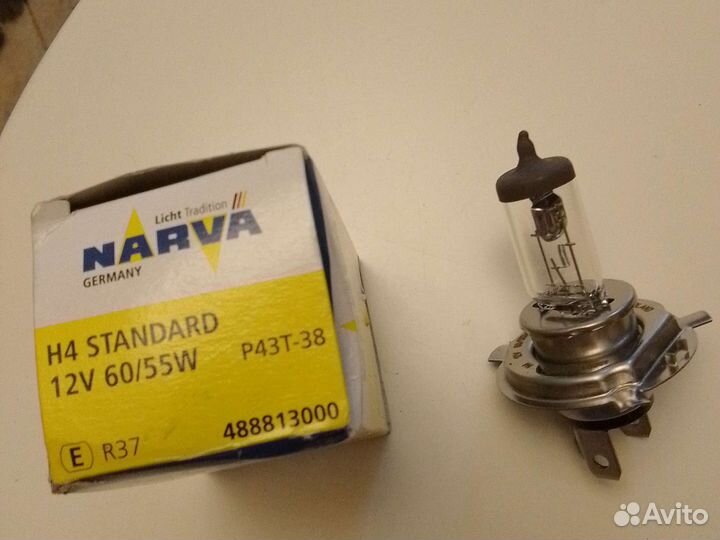 Licht Tradition
NARVA
GERMANY
H4 STANDARD
12V 60/55W P43T-38
488813000
E R37
Avito